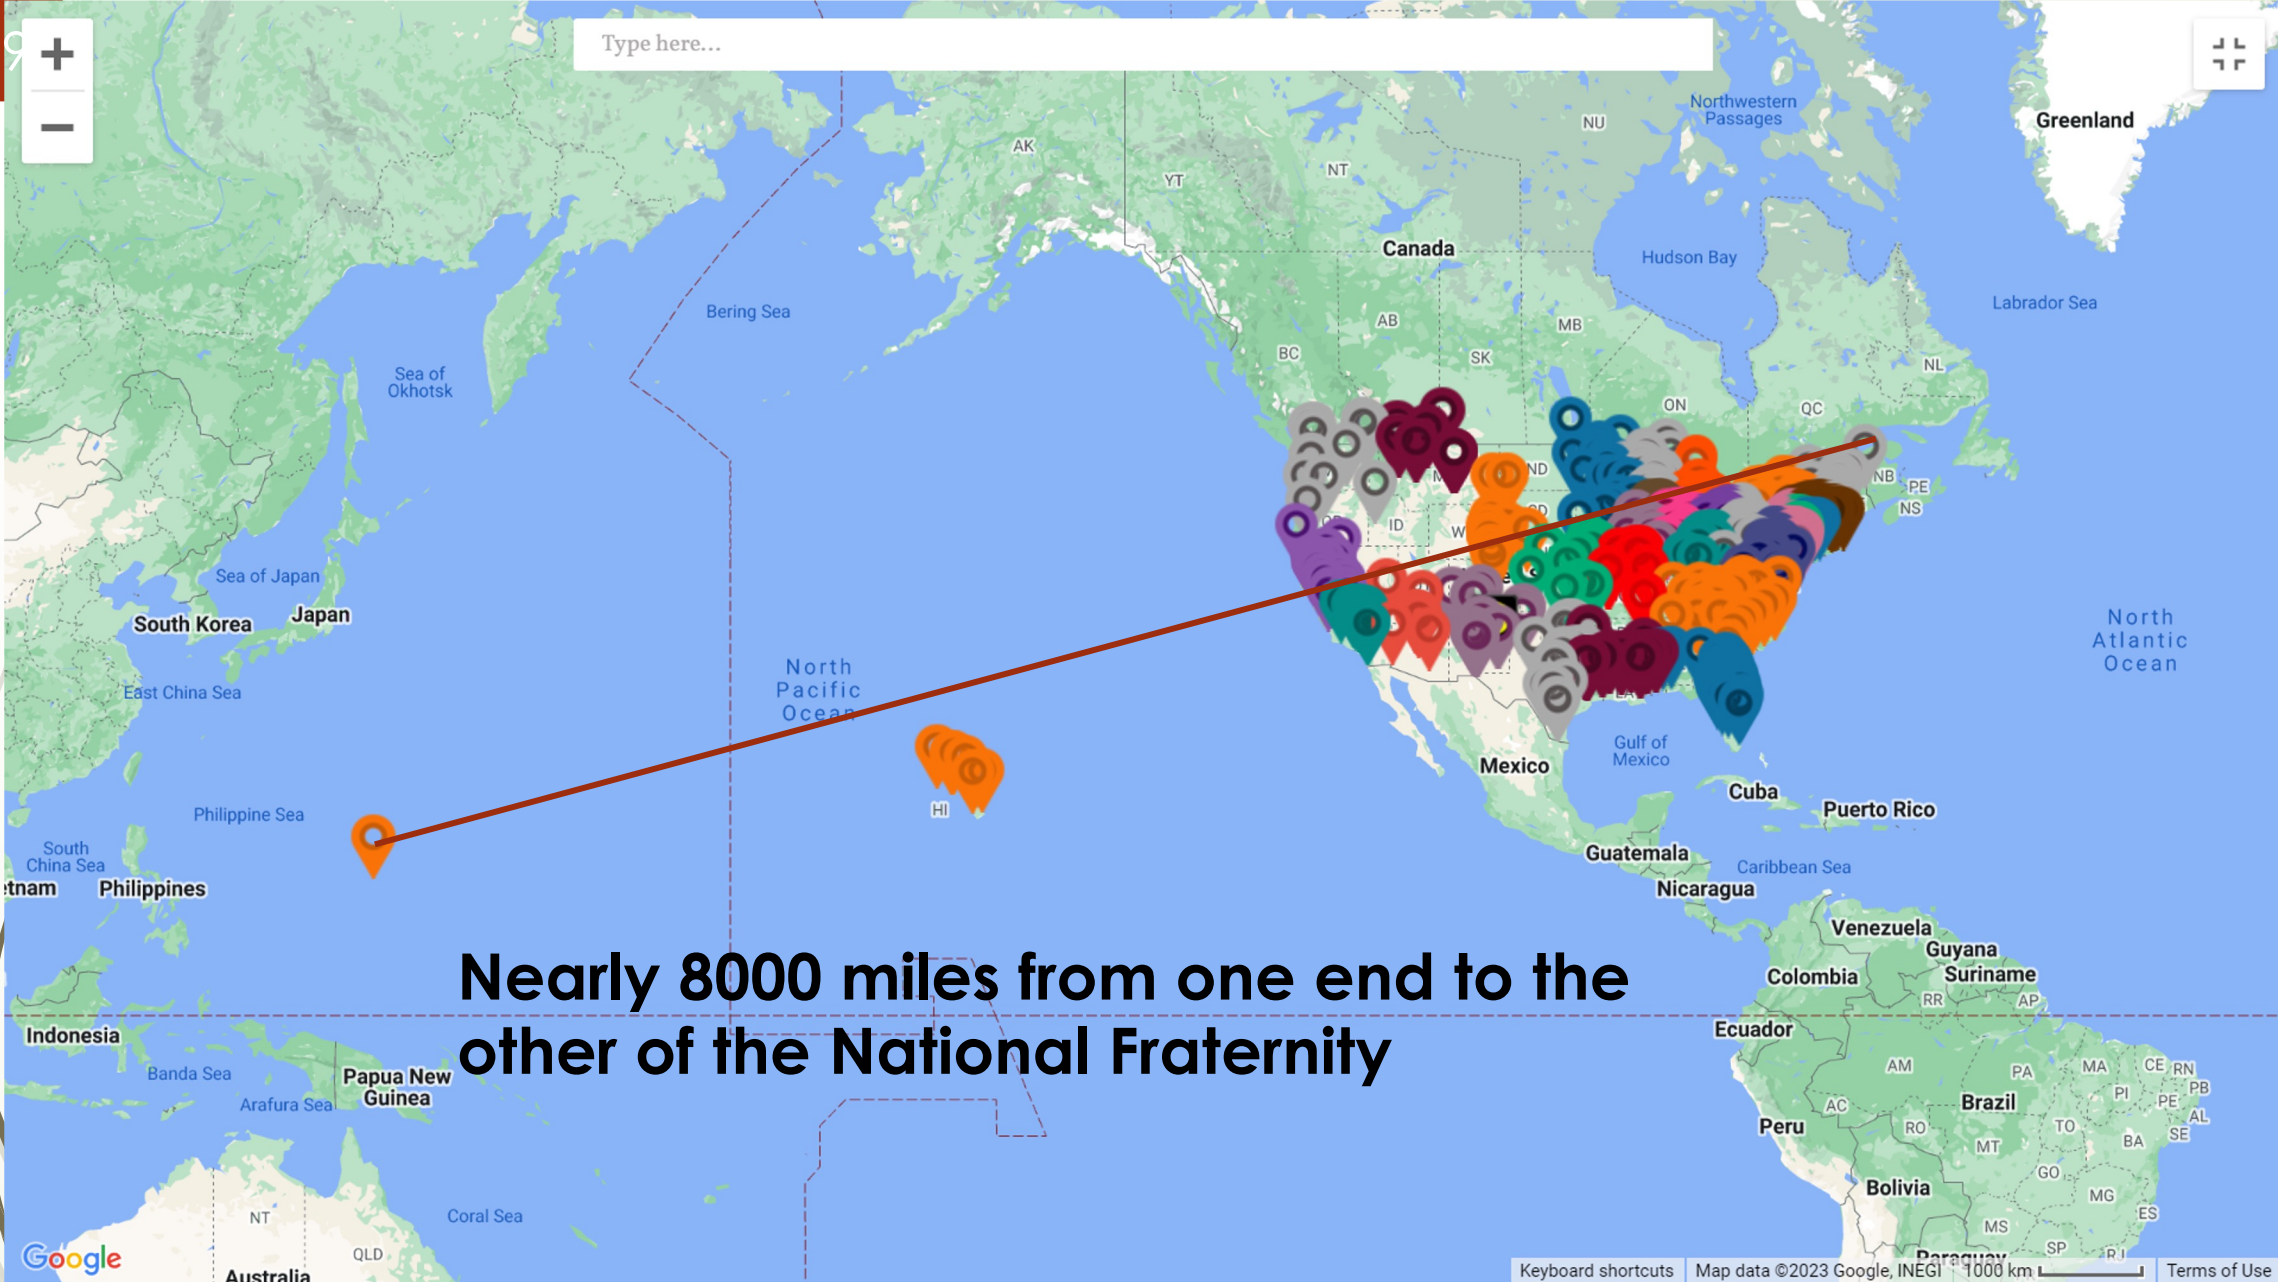 9
+
Type here...
−
Northwestern
Passages
NU
Greenland
AK
NT
YT
Canada
Hudson Bay
Labrador Sea
Bering Sea
AB
MB
BC
SK
NL
Sea of
Okhotsk
ON
QC
ND
NB
PE
NS
SD
ID
W
Sea of Japan
Japan
South Korea
North
Pacific
Ocean
North
Atlantic
Ocean
East China Sea
LA
Gulf of
Mexico
Mexico
Cuba
Puerto Rico
HI
Philippine Sea
South
China Sea
Guatemala
Caribbean Sea
etnam
Philippines
Nicaragua
Venezuela
Guyana
Suriname
Colombia
RR
AP
Nearly 8000 miles from one end to the
other of the National Fraternity
Indonesia
Ecuador
Banda Sea
Papua New
Guinea
Arafura Sea
AM
PA
MA
CE
RN
PB
PI
PE
AL
SE
AC
Brazil
TO
BA
Peru
RO
MT
GO
Bolivia
MG
ES
MS
SP
RJ
Paraguay
Coral Sea
NT
QLD
Australia
Google
Keyboard shortcuts
Map data ©2023 Google, INEGI
1000 km
Terms of Use